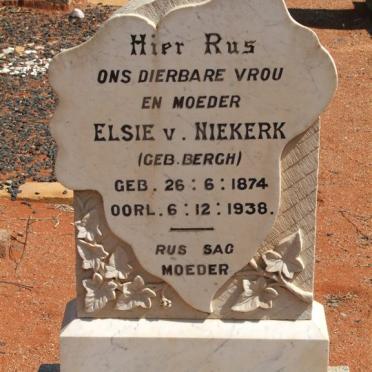 Hier Rus
ONS DIERBARE VROU
EN MOEDER
ELSIE v. NIEKERK
(GEB. BERGH)
GEB. 26:6:1874
OORL. 6:12:1938.
RUS SAG
MOEDER